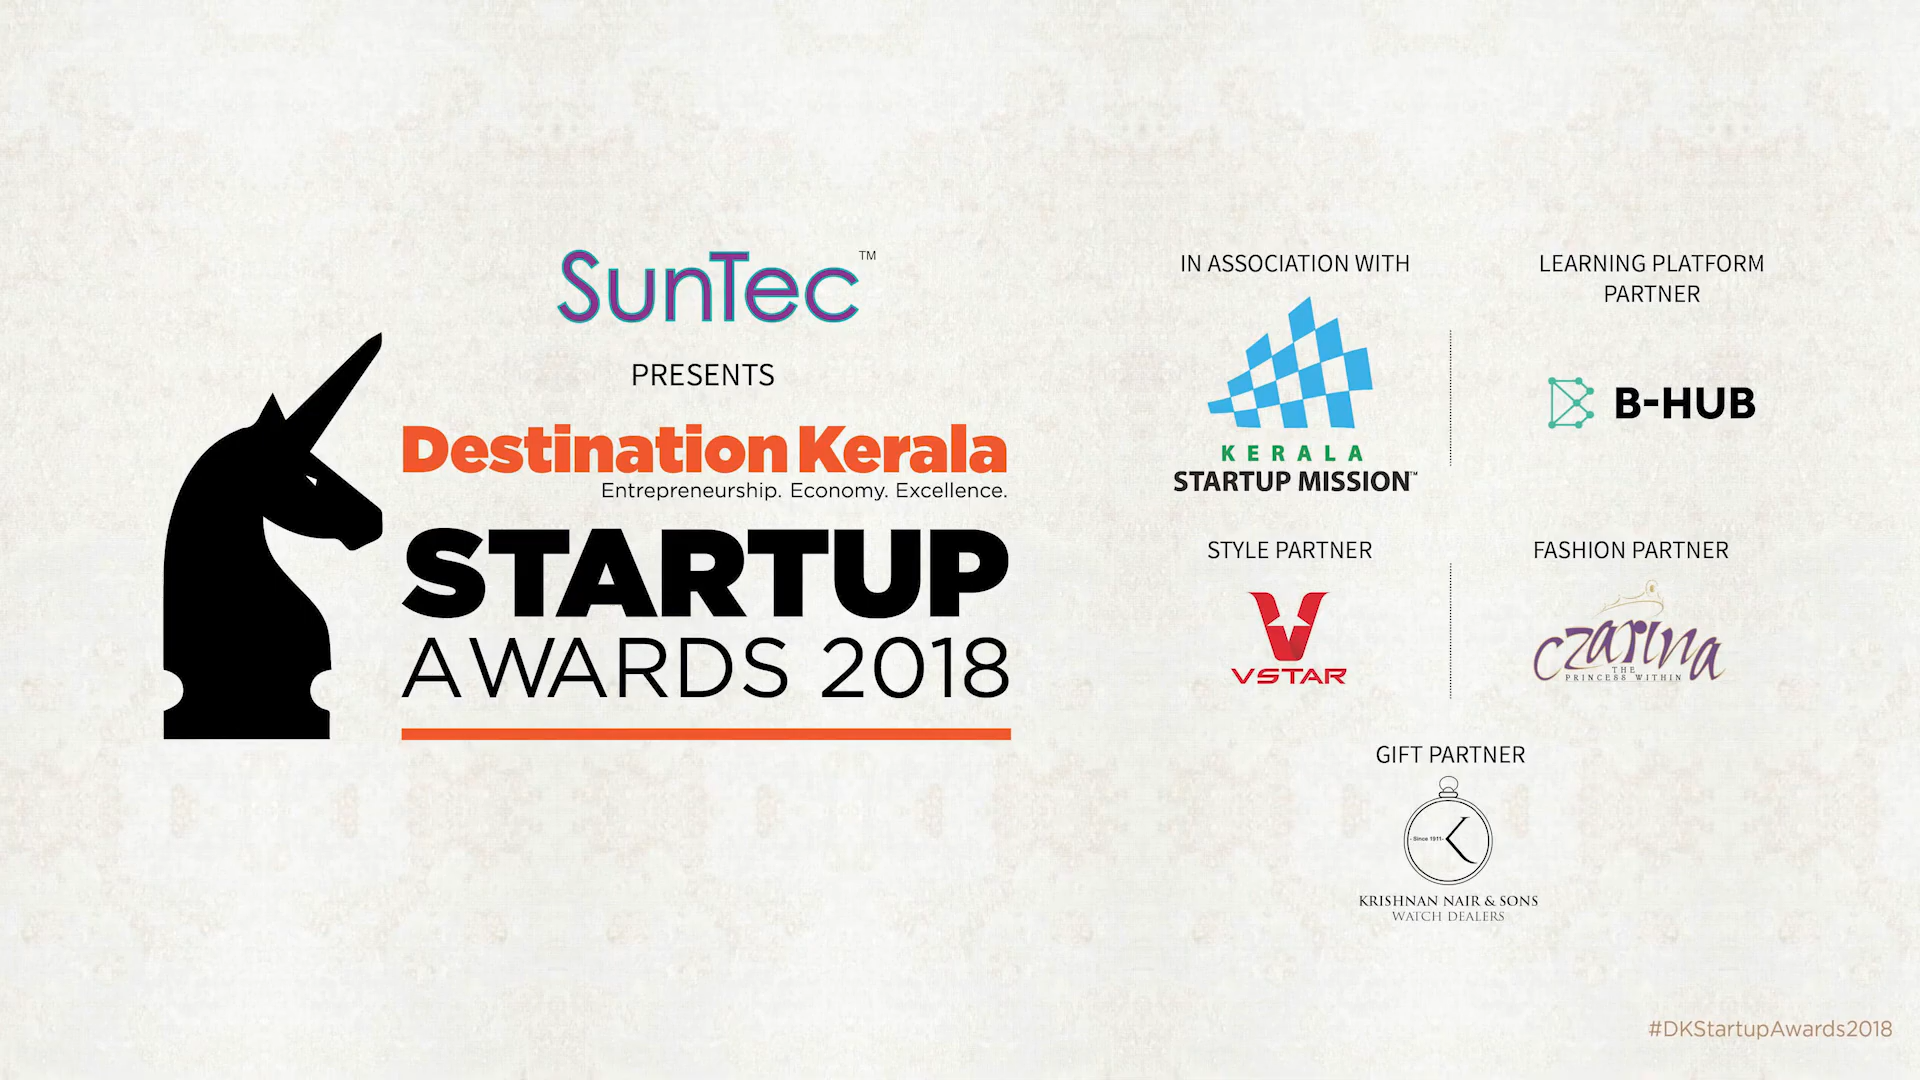 SunTec™
PRESENTS
Destination Kerala
Entrepreneurship. Economy. Excellence.
STARTUP
AWARDS 2018
IN ASSOCIATION WITH
KERALA
STARTUP MISSION™
LEARNING PLATFORM
PARTNER
B-HUB
STYLE PARTNER
VSTAR
FASHION PARTNER
czarina
THE
PRINCESS WITHIN
GIFT PARTNER
- Since 1911-
KRISHNAN NAIR & SONS
WATCH DEALERS
#DKStartupAwards2018